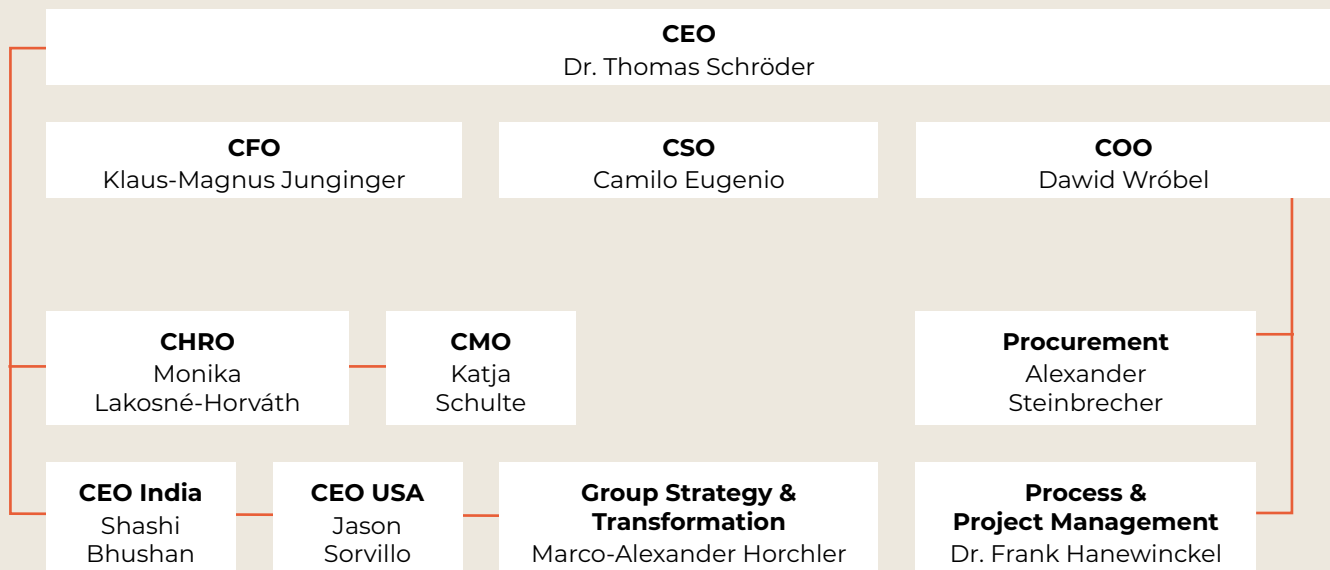 CEO
Dr. Thomas Schröder
CFO
Klaus-Magnus Junginger
CSO
Camilo Eugenio
COO
Dawid Wróbel
CHRO
Monika
Lakosné-Horváth
CMO
Katja
Schulte
Procurement
Alexander
Steinbrecher
CEO India
Shashi
Bhushan
CEO USA
Jason
Sorvillo
Group Strategy &
Transformation
Marco-Alexander Horchler
Process &
Project Management
Dr. Frank Hanewinckel